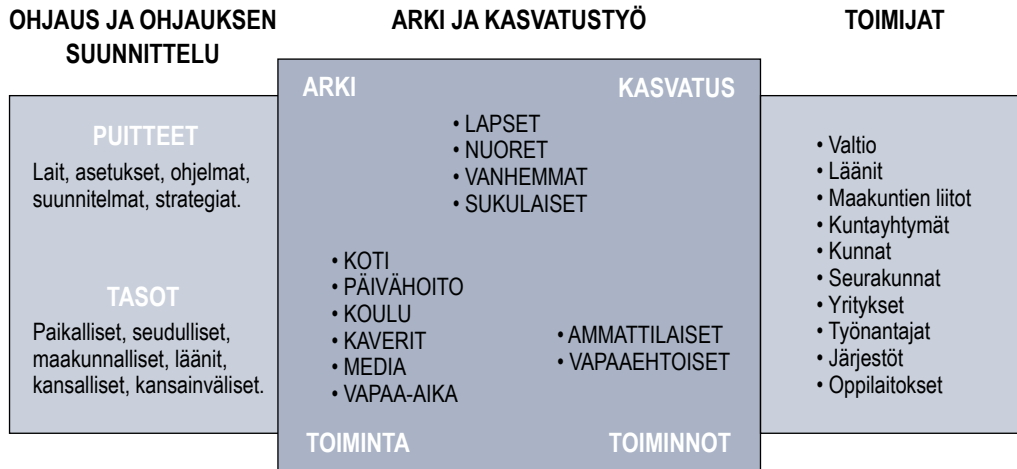 OHJAUS JA OHJAUKSEN
SUUNNITTELU
PUITTEET
Lait, asetukset, ohjelmat,
suunnitelmat, strategiat.
TASOT
Paikalliset, seudulliset,
maakunnalliset, läänit,
kansalliset, kansainväliset.
ARKI JA KASVATUSTYÖ
ARKI
KASVATUS
• LAPSET
• NUORET
• VANHEMMAT
• SUKULAISET
• KOTI
• PÄIVÄHOITO
• KOULU
• KAVERIT
• MEDIA
• VAPAA-AIKA
• AMMATTILAISET
• VAPAAEHTOISET
TOIMINTA
TOIMINNOT
TOIMIJAT
• Valtio
• Läänit
• Maakuntien liitot
• Kuntayhtymät
• Kunnat
• Seurakunnat
• Yritykset
• Työnantajat
• Järjestöt
• Oppilaitokset